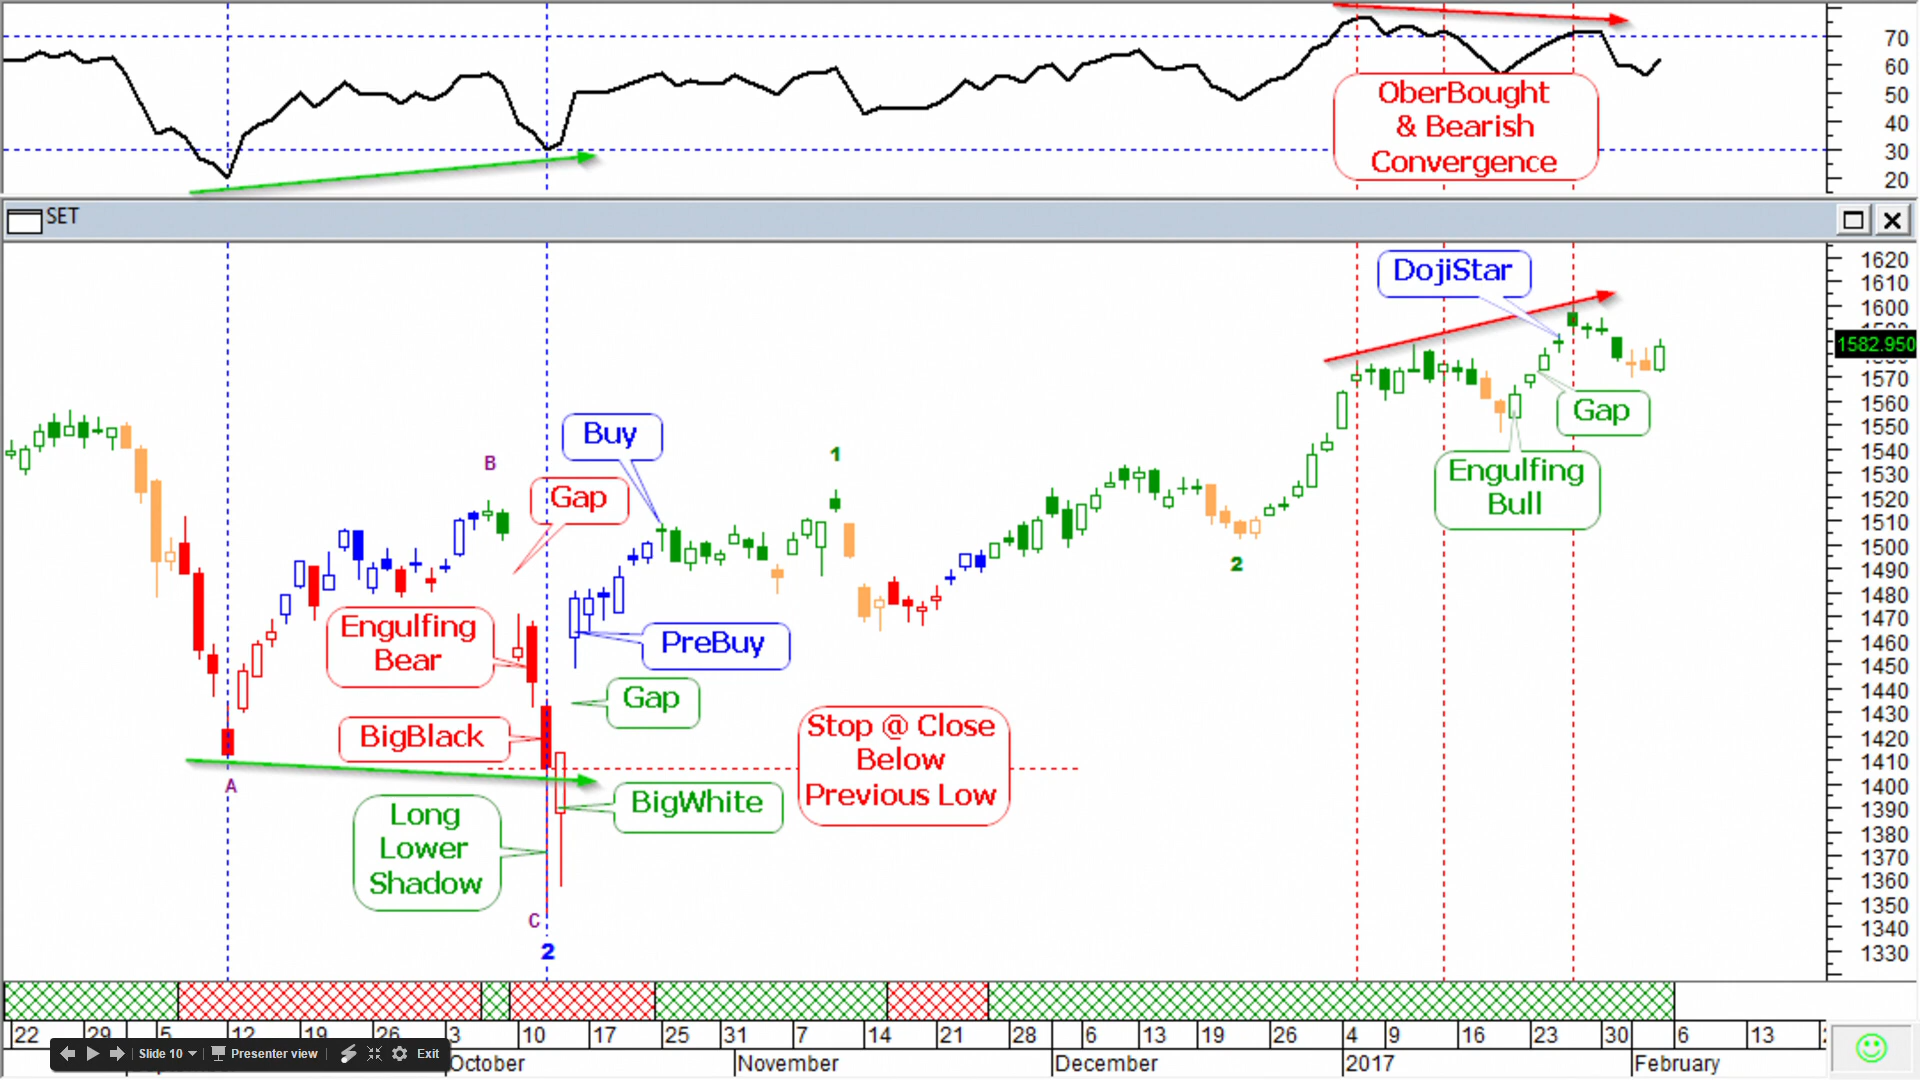 OberBought
& Bearish
Convergence
70
60
50
40
30
20
SET
DojiStar
Gap
Engulfing
Bull
Buy
B
Gap
1
2
Engulfing
Bear
PreBuy
Gap
BigBlack
Stop @ Close
Below
Previous Low
A
BigWhite
Long
Lower
Shadow
C
2
1620
1610
1600
1582.950
1570
1560
1550
1540
1530
1520
1510
1500
1490
1480
1470
1460
1450
1440
1430
1420
1410
1400
1390
1380
1370
1360
1350
1340
1330
22 29 5 12 19 26 3 10 17 25 31 7 14 21 28 6 13 19 26 4 9 16 23 30 6 13
October November December 2017 February
Slide 10 Presenter view Exit